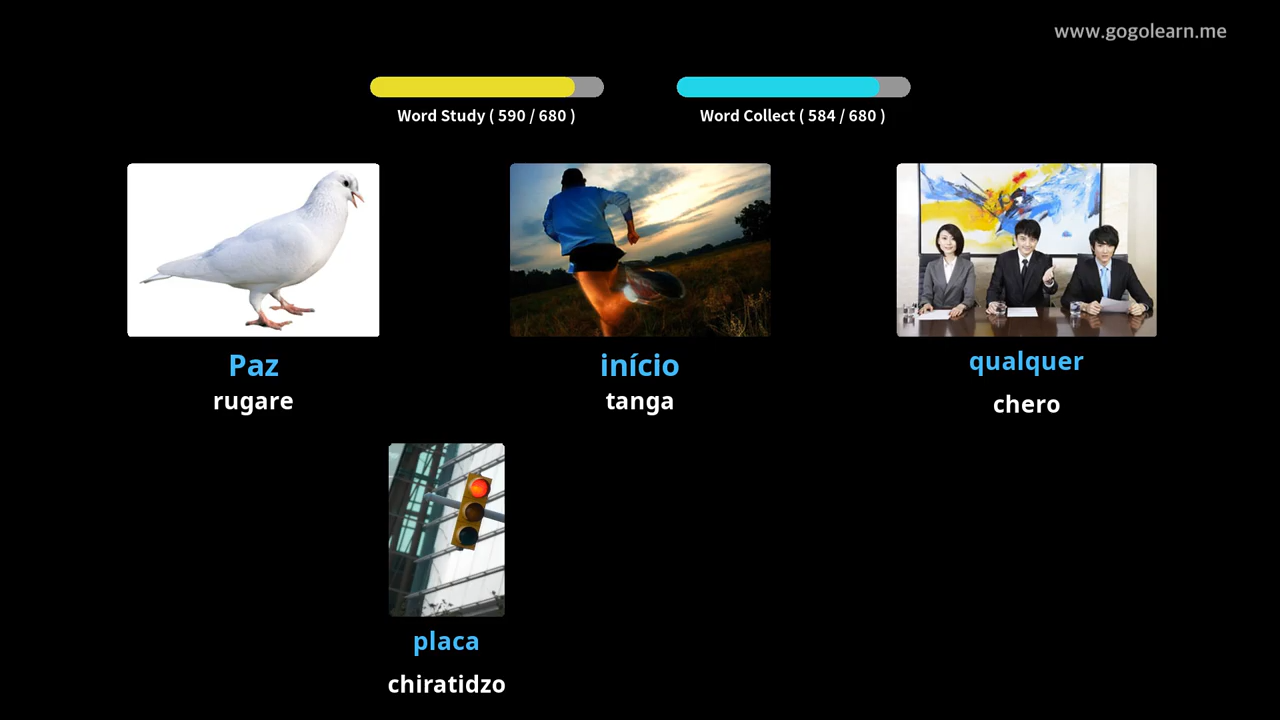 www.gogolearn.me
Word Study ( 590 / 680 )
Word Collect ( 584 / 680 )
Paz
rugare
início
tanga
qualquer
chero
placa
chiratidzo